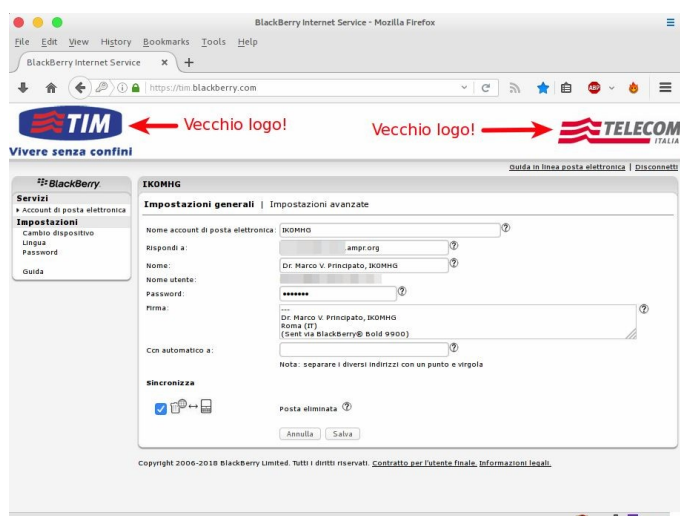 BlackBerry Internet Service - Mozilla Firefox
File Edit View History Bookmarks Tools Help
BlackBerry Internet Service × +
https://tim.blackberry.com
ABP
TIM
Vecchio logo!
Vecchio logo!
TELECOM
ITALIA
Vivere senza confini
Guida in linea posta elettronica | Disconnetti
BlackBerry.
IK0MHG
Servizi
Account di posta elettronica
Impostazioni generali | Impostazioni avanzate
Impostazioni
Cambio dispositivo
Lingua
Password
Guida
Nome account di posta elettronica: IK0MHG
Rispondi a: .ampr.org
Nome: Dr. Marco V. Principato, IK0MHG
Nome utente:
Password: •••••••
Firma: ---
Dr. Marco V. Principato, IK0MHG
Roma (IT)
(Sent via BlackBerry® Bold 9900)
Ccn automatico a:
Nota: separare i diversi indirizzi con un punto e virgola
Sincronizza
Posta eliminata
Annulla Salva
Copyright 2006-2018 BlackBerry Limited. Tutti i diritti riservati. Contratto per l'utente finale. Informazioni legali.